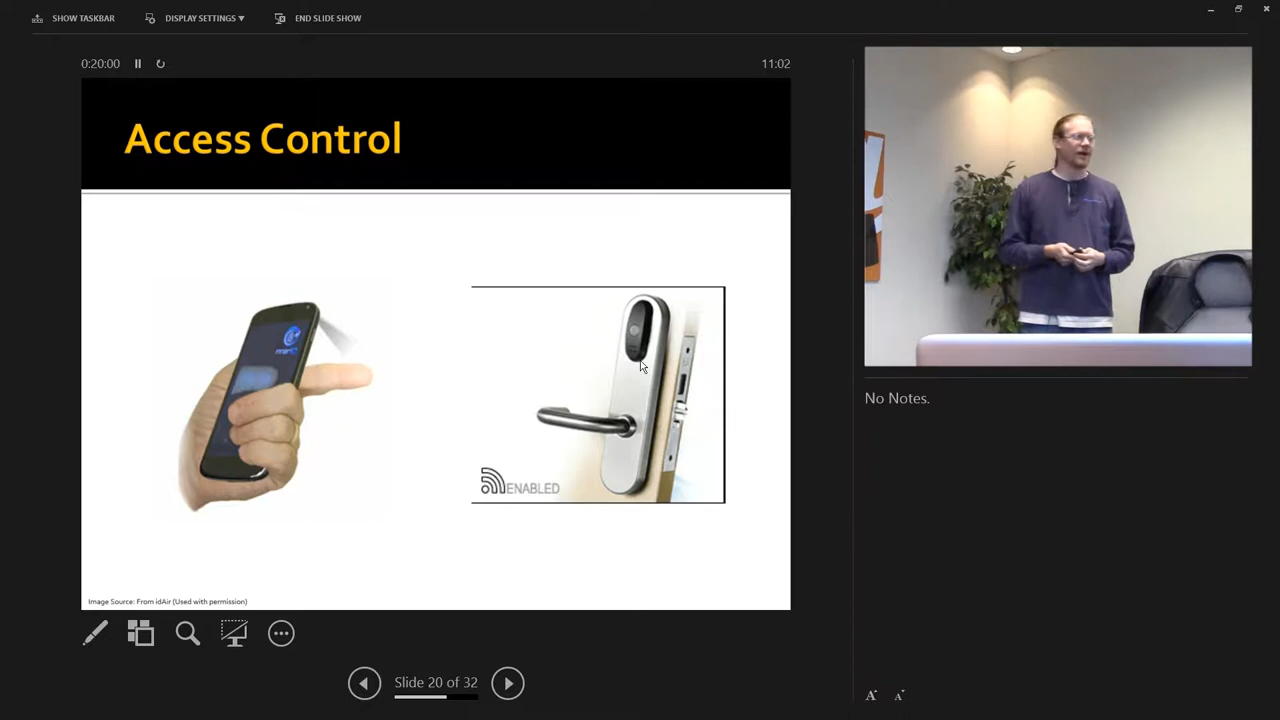 SHOW TASKBAR
DISPLAY SETTINGS ▼
END SLIDE SHOW
0:20:00
11:02
Access Control
ENABLED
Image Source: From idAir (Used with permission)
Slide 20 of 32
No Notes.
A A